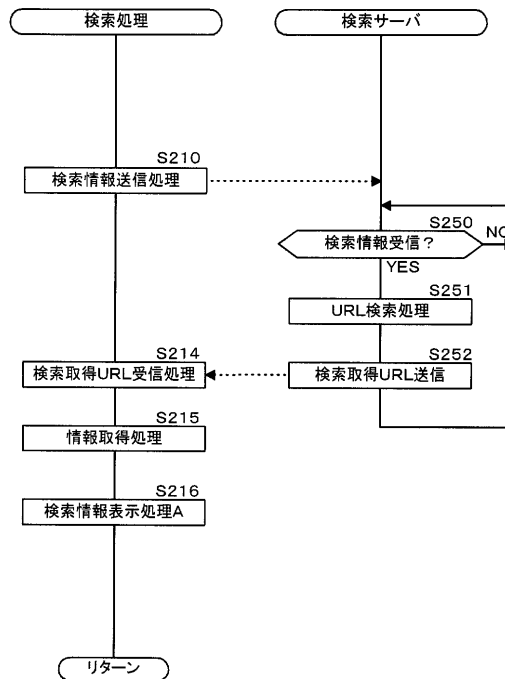 検索処理
検索サーバ
S210
検索情報送信処理
S250
検索情報受信？
NO
YES
S251
URL検索処理
S214
検索取得URL受信処理
S252
検索取得URL送信
S215
情報取得処理
S216
検索情報表示処理A
リターン